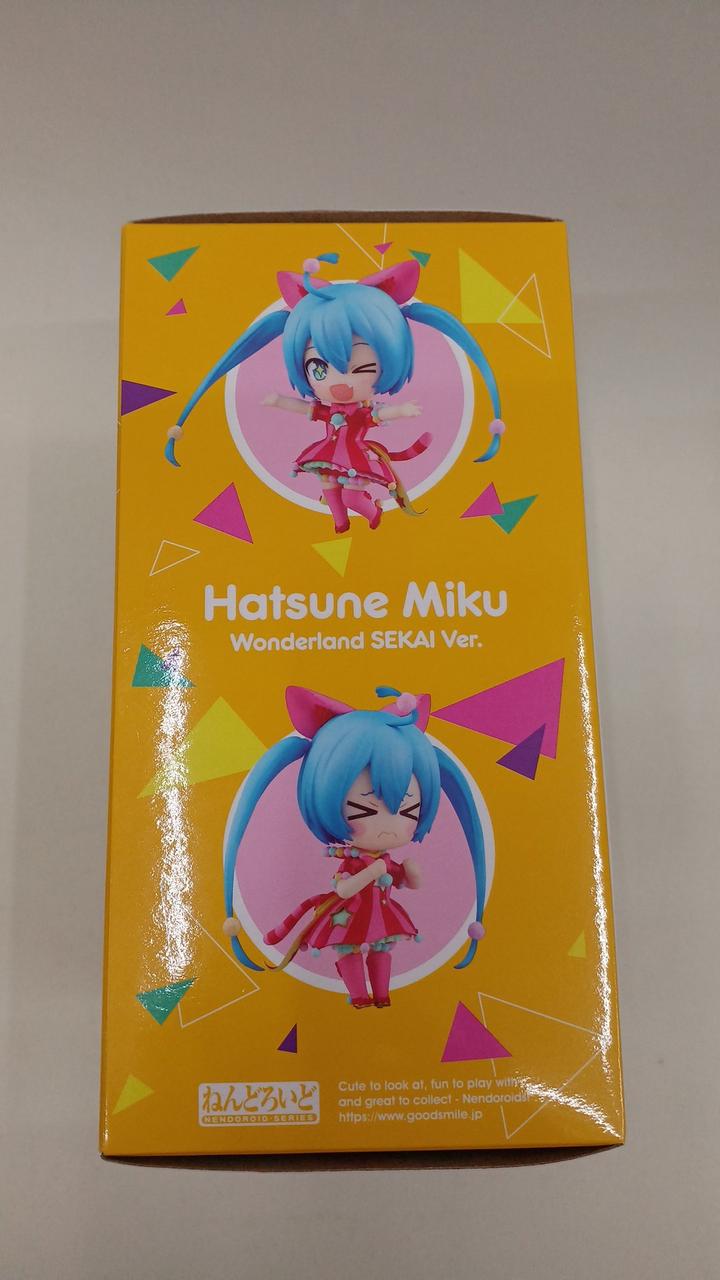 Hatsune Miku
Wonderland SEKAI Ver.
ねんどろいど
NENDOROID·SERIES
Cute to look at, fun to play with
and great to collect - Nendoroids!
https://www.goodsmile.jp